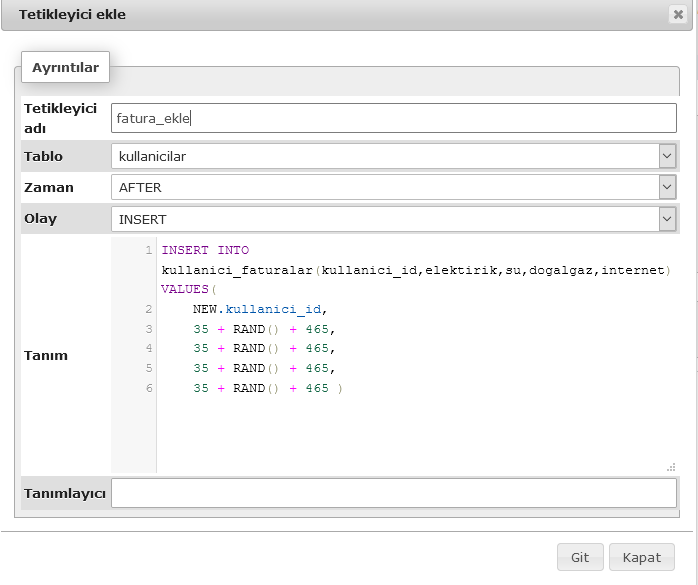 Tetikleyici ekle
Ayrıntılar
Tetikleyici adı
fatura_ekle
Tablo
kullanicilar
Zaman
AFTER
Olay
INSERT
Tanım
1 INSERT INTO
kullanici_faturalar(kullanici_id,elektirik,su,dogalgaz,internet)
VALUES(
2 NEW.kullanici_id,
3 35 + RAND() + 465,
4 35 + RAND() + 465,
5 35 + RAND() + 465,
6 35 + RAND() + 465 )
Tanımlayıcı
Git
Kapat